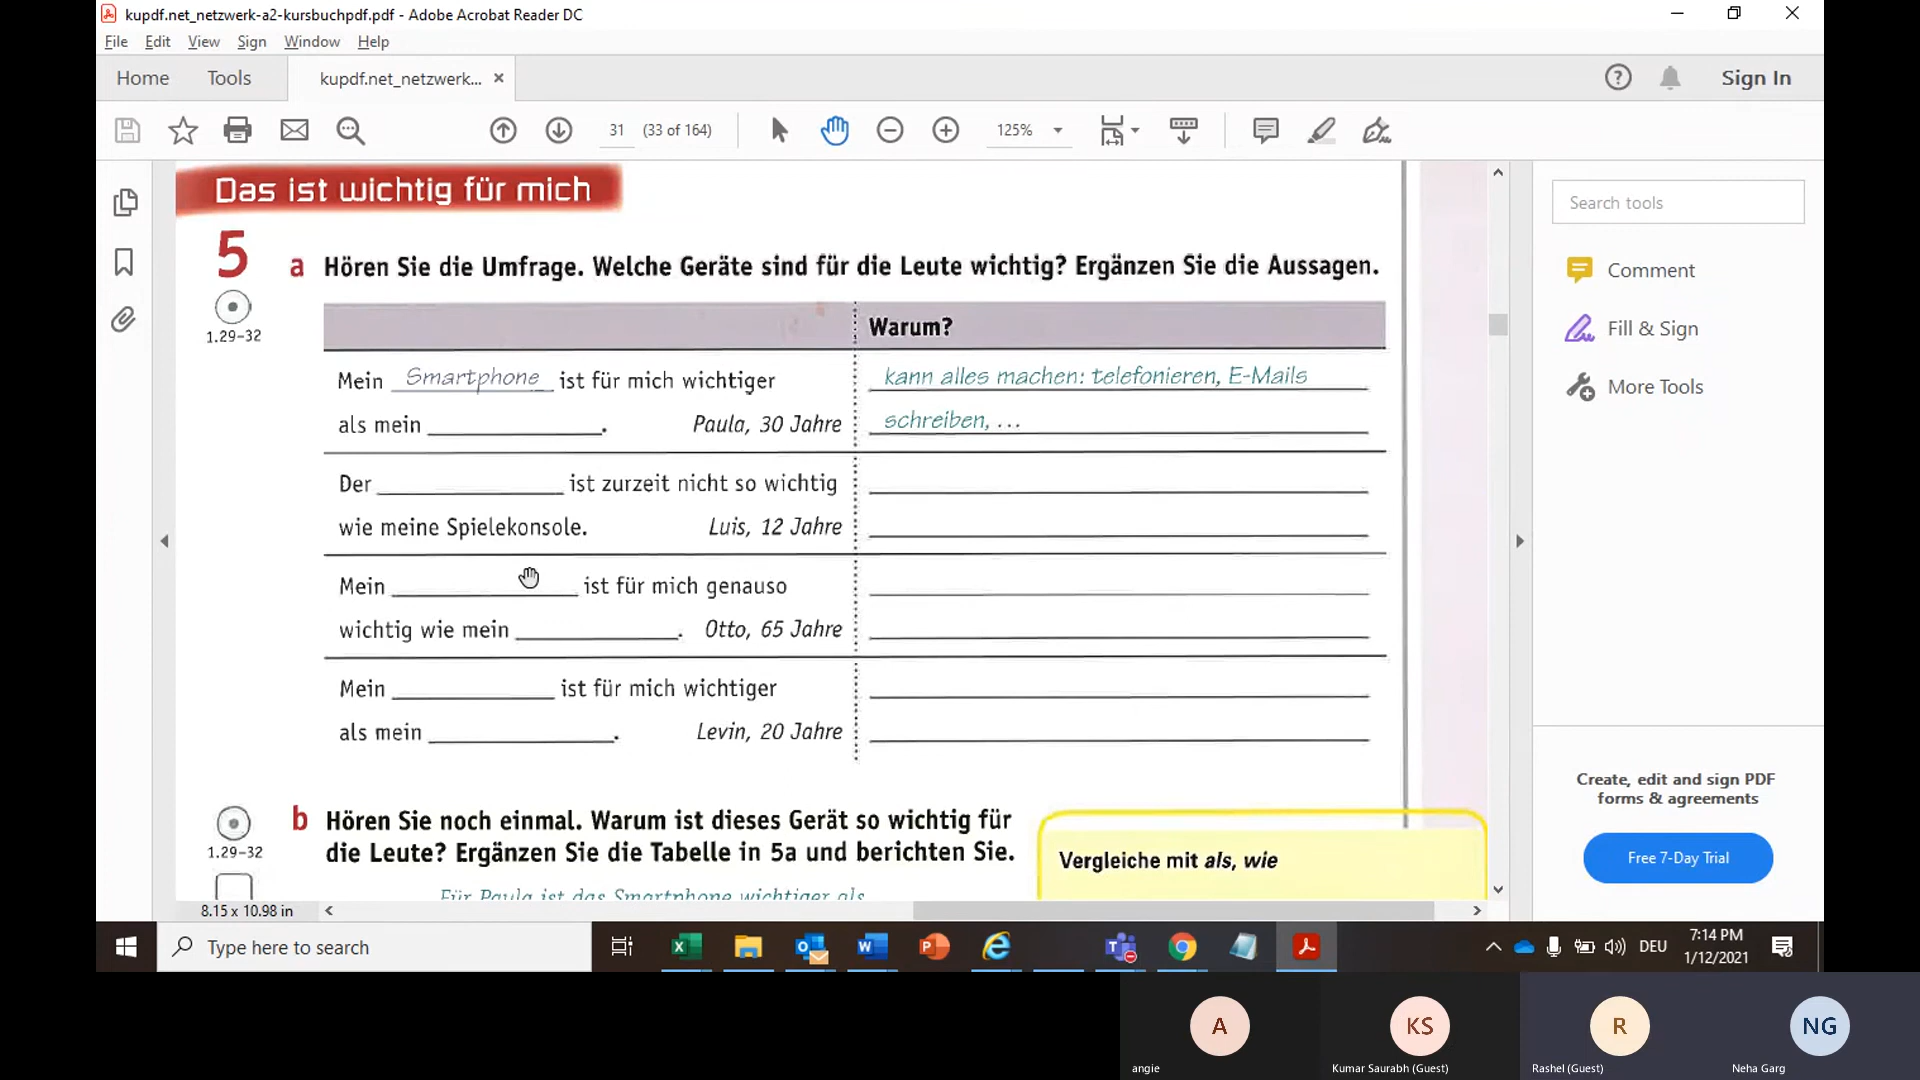 kupdf.net_netzwerk-a2-kursbuchpdf.pdf - Adobe Acrobat Reader DC
File Edit View Sign Window Help
Home Tools kupdf.net_netzwerk... × Sign In
31 (33 of 164) 125%
Das ist wichtig für mich
5 a Hören Sie die Umfrage. Welche Geräte sind für die Leute wichtig? Ergänzen Sie die Aussagen.
1.29-32
Warum?
Mein Smartphone ist für mich wichtiger
als mein ____________. Paula, 30 Jahre
kann alles machen: telefonieren, E-Mails
schreiben, ...
Der ____________ ist zurzeit nicht so wichtig
wie meine Spielekonsole. Luis, 12 Jahre
Mein ____________ ist für mich genauso
wichtig wie mein ____________. Otto, 65 Jahre
Mein ____________ ist für mich wichtiger
als mein ____________. Levin, 20 Jahre
b Hören Sie noch einmal. Warum ist dieses Gerät so wichtig für
die Leute? Ergänzen Sie die Tabelle in 5a und berichten Sie.
1.29-32
Für Paula ist das Smartphone wichtiger als
Vergleiche mit als, wie
8.15 x 10.98 in
Search tools
Comment
Fill & Sign
More Tools
Create, edit and sign PDF
forms & agreements
Free 7-Day Trial
Type here to search
DEU
7:14 PM
1/12/2021
A
angie
KS
Kumar Saurabh (Guest)
R
Rashel (Guest)
NG
Neha Garg